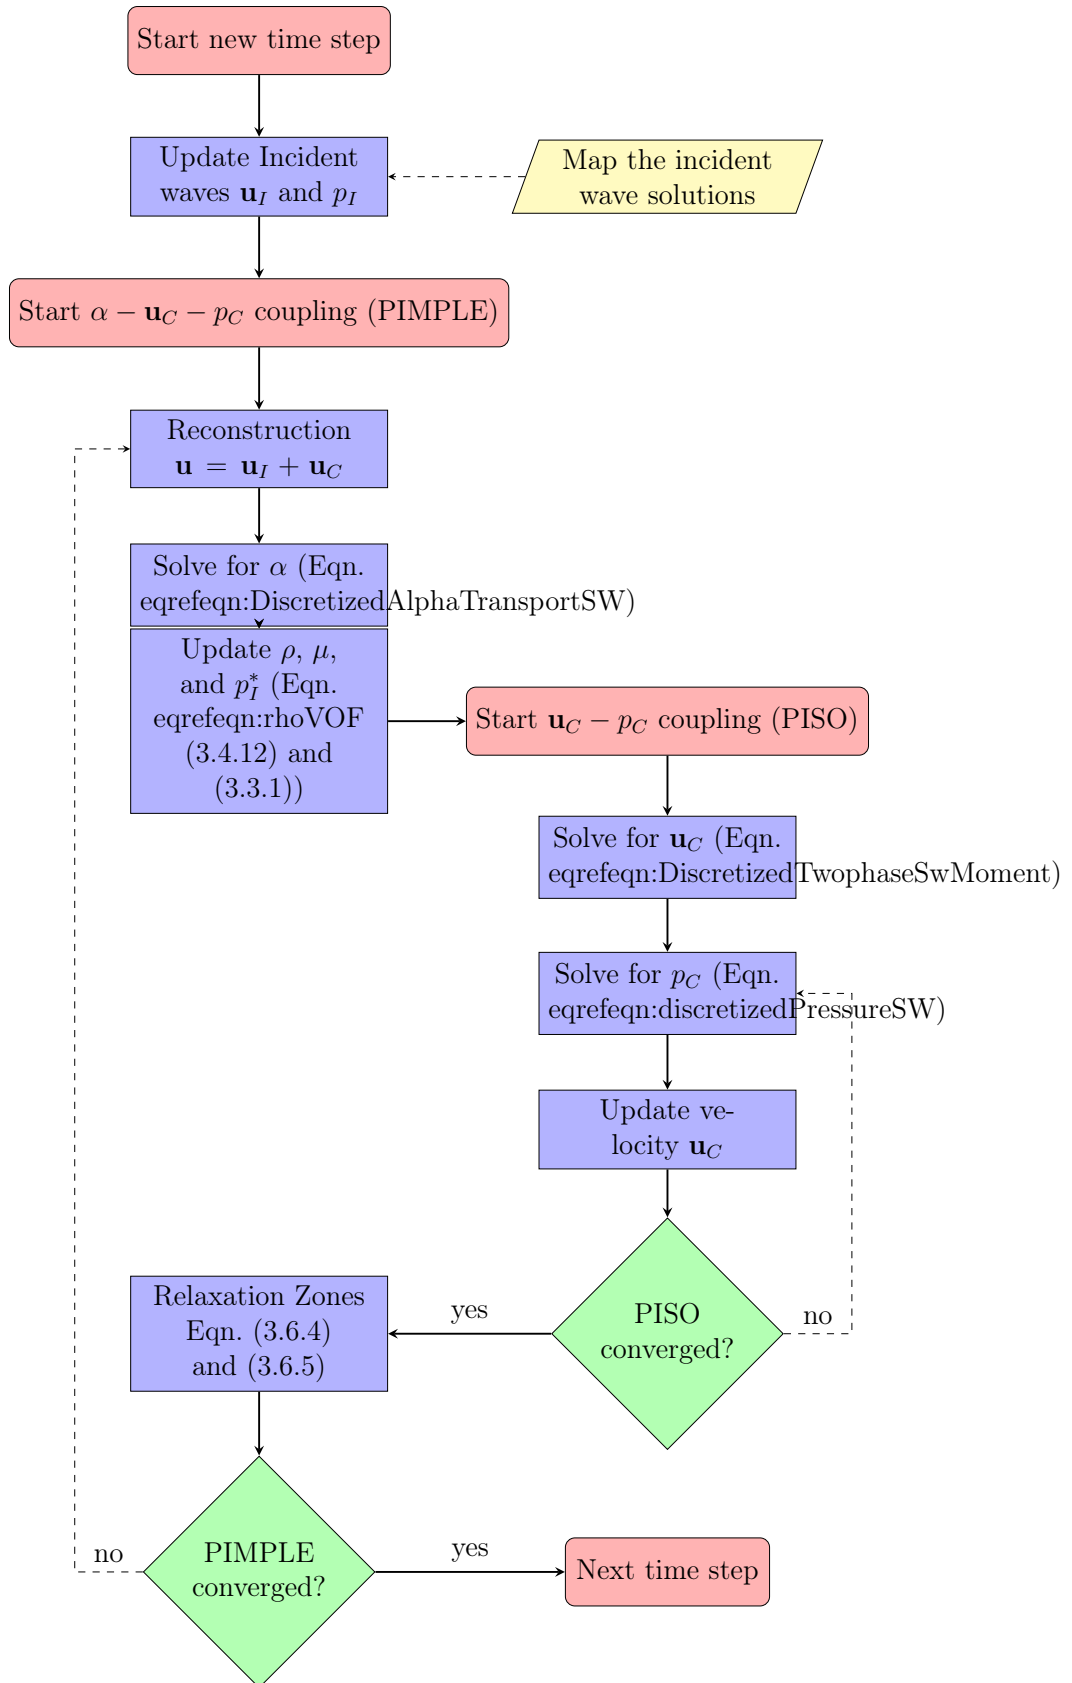 Start new time step
Update Incident
waves u_I and p_I
Map the incident
wave solutions
Start α − u_C − p_C coupling (PIMPLE)
Reconstruction
u = u_I + u_C
Solve for α (Eqn.
eqrefeqn:DiscretizedAlphaTransportSW)
Update ρ, μ,
and p_I^* (Eqn.
eqrefeqn:rhoVOF
(3.4.12) and
(3.3.1))
Start u_C − p_C coupling (PISO)
Solve for u_C (Eqn.
eqrefeqn:DiscretizedTwophaseSwMoment)
Solve for p_C (Eqn.
eqrefeqn:discretizedPressureSW)
Update ve-
locity u_C
PISO
converged?
no
yes
Relaxation Zones
Eqn. (3.6.4)
and (3.6.5)
PIMPLE
converged?
no
yes
Next time step